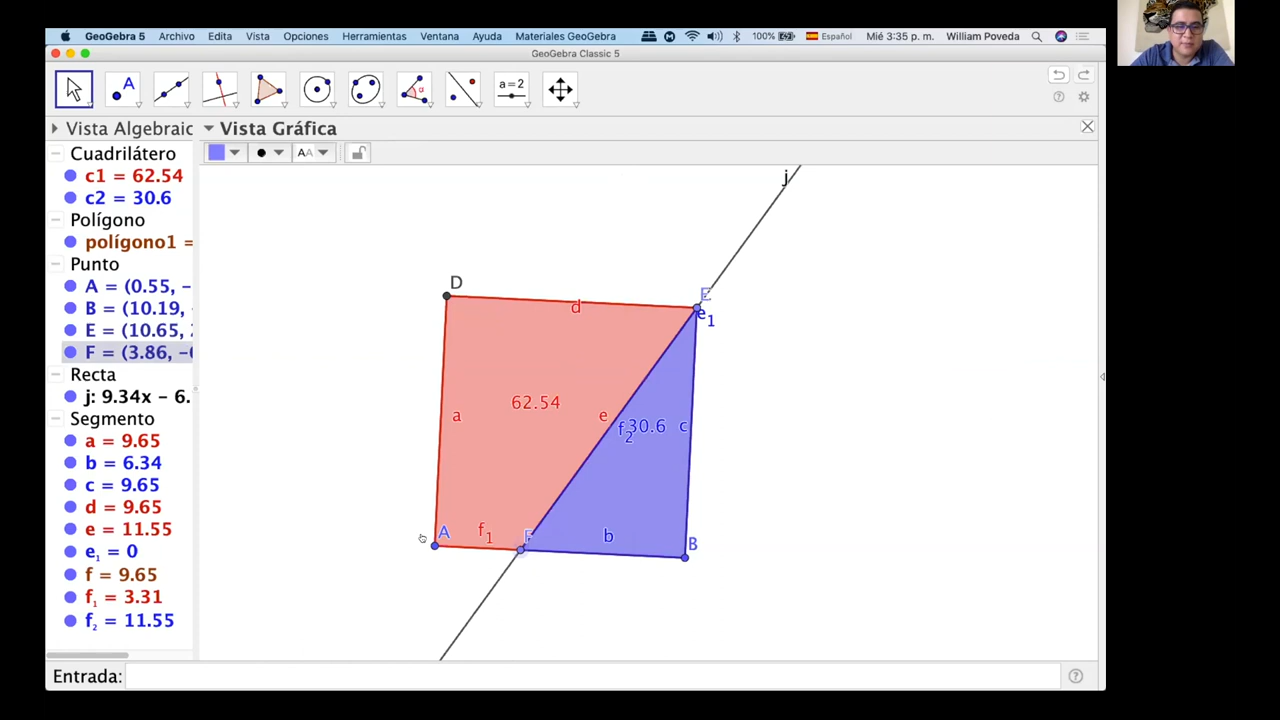 GeoGebra 5 Archivo Edita Vista Opciones Herramientas Ventana Ayuda Materiales GeoGebra 100% Español Mié 3:35 p. m. William Poveda
GeoGebra Classic 5
A α a=2
Vista Algebraic Vista Gráfica
AA
Cuadrilátero
c1 = 62.54
c2 = 30.6
Polígono
polígono1 =
Punto
A = (0.55, -
B = (10.19,
E = (10.65,
F = (3.86, -
Recta
j: 9.34x − 6.
Segmento
a = 9.65
b = 6.34
c = 9.65
d = 9.65
e = 11.55
e₁ = 0
f = 9.65
f₁ = 3.31
f₂ = 11.55
j
D E
d e₁
62.54
a e f₂ 30.6 c
A f₁ F b B
Entrada: